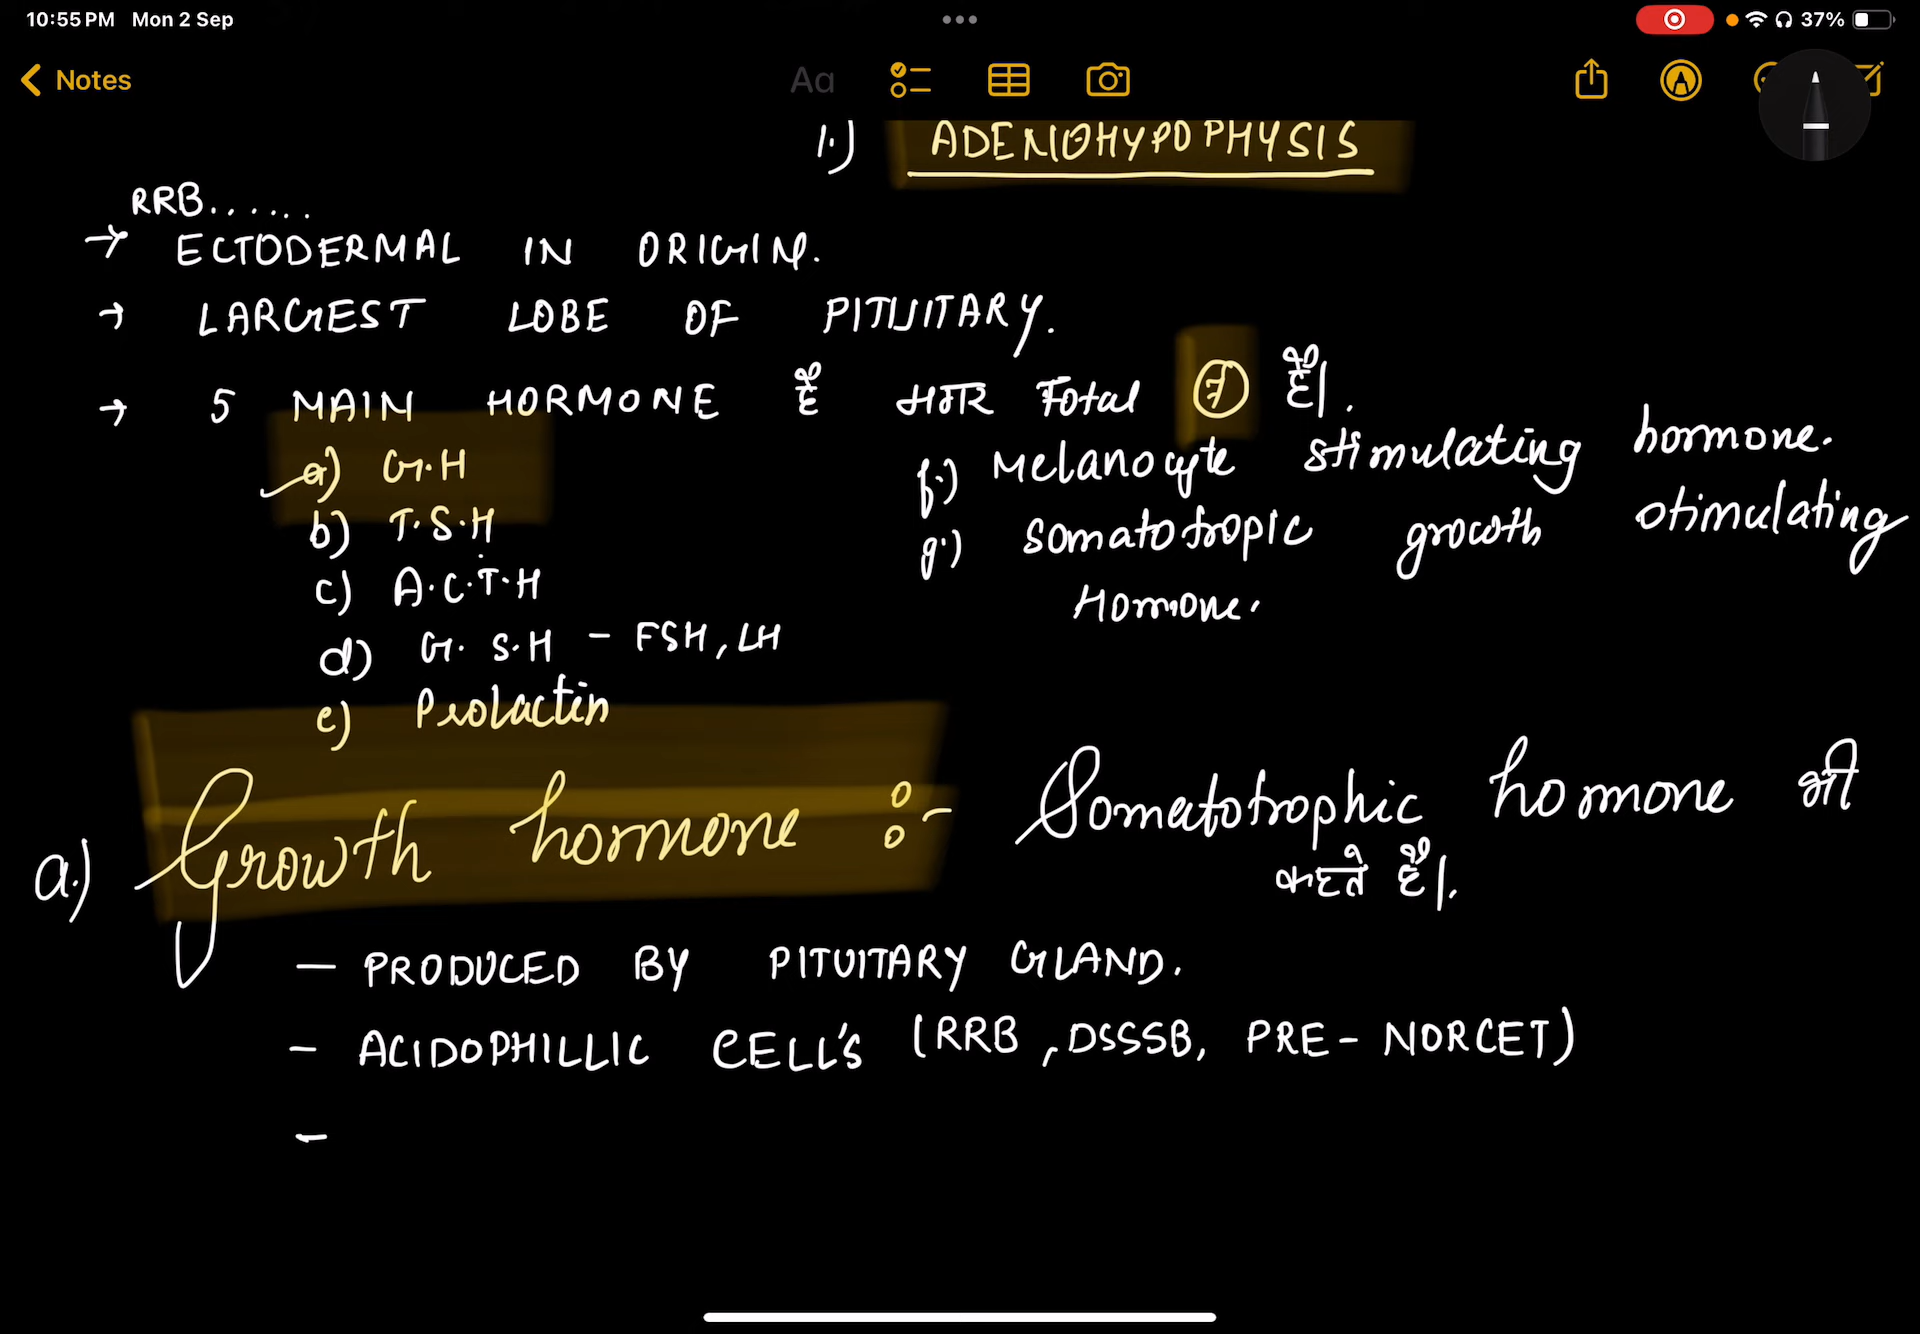 10:55 PM Mon 2 Sep
37%
Notes
Aa
1.) ADENOHYPOPHYSIS
RRB......
→ ECTODERMAL IN ORIGIN.
→ LARGEST LOBE OF PITUITARY.
→ 5 MAIN HORMONE हैं और Total 7 हैं।.
a) G.H
b) T.S.H
c) A.C.T.H
d) G.S.H - FSH, LH
e) Prolactin
f.) Melanocyte stimulating hormone.
g.) Somatotropic growth stimulating
Hormone.
a.) Growth hormone :- Somatotrophic hormone भी
कहते हैं।.
- PRODUCED BY PITUITARY GLAND.
- ACIDOPHILLIC CELL'S (RRB, DSSSB, PRE-NORCET)
-